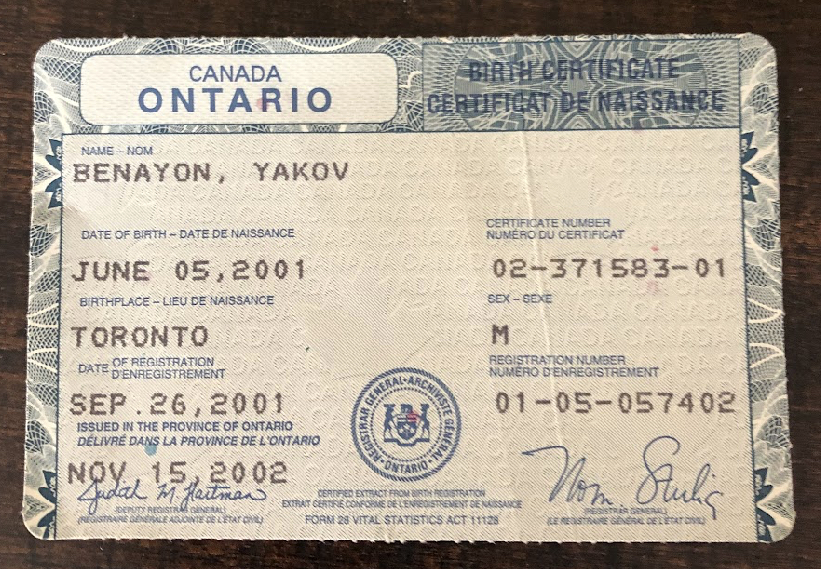 CANADA
ONTARIO
BIRTH CERTIFICATE
CERTIFICAT DE NAISSANCE
NAME – NOM
BENAYON, YAKOV
DATE OF BIRTH – DATE DE NAISSANCE
CERTIFICATE NUMBER
NUMÉRO DU CERTIFICAT
JUNE 05,2001
02-371583-01
BIRTHPLACE – LIEU DE NAISSANCE
SEX – SEXE
TORONTO
M
DATE OF REGISTRATION
D'ENREGISTREMENT
REGISTRATION NUMBER
NUMÉRO D'ENREGISTREMENT
SEP.26,2001
01-05-057402
ISSUED IN THE PROVINCE OF ONTARIO
DÉLIVRÉ DANS LA PROVINCE DE L'ONTARIO
NOV 15,2002
REGISTRAR GENERAL · ARCHIVISTE GENERAL
· ONTARIO ·
Judith M. Hartman
(DEPUTY REGISTRAR GENERAL)
(REGISTRAIRE GÉNÉRALE ADJOINTE DE L'ÉTAT CIVIL)
CERTIFIED EXTRACT FROM BIRTH REGISTRATION
EXTRAIT CERTIFIÉ CONFORME DE L'ENREGISTREMENT DE NAISSANCE
FORM 26 VITAL STATISTICS ACT 11128
(REGISTRAR GENERAL)
(LE REGISTRAIRE GÉNÉRAL DE L'ÉTAT CIVIL)